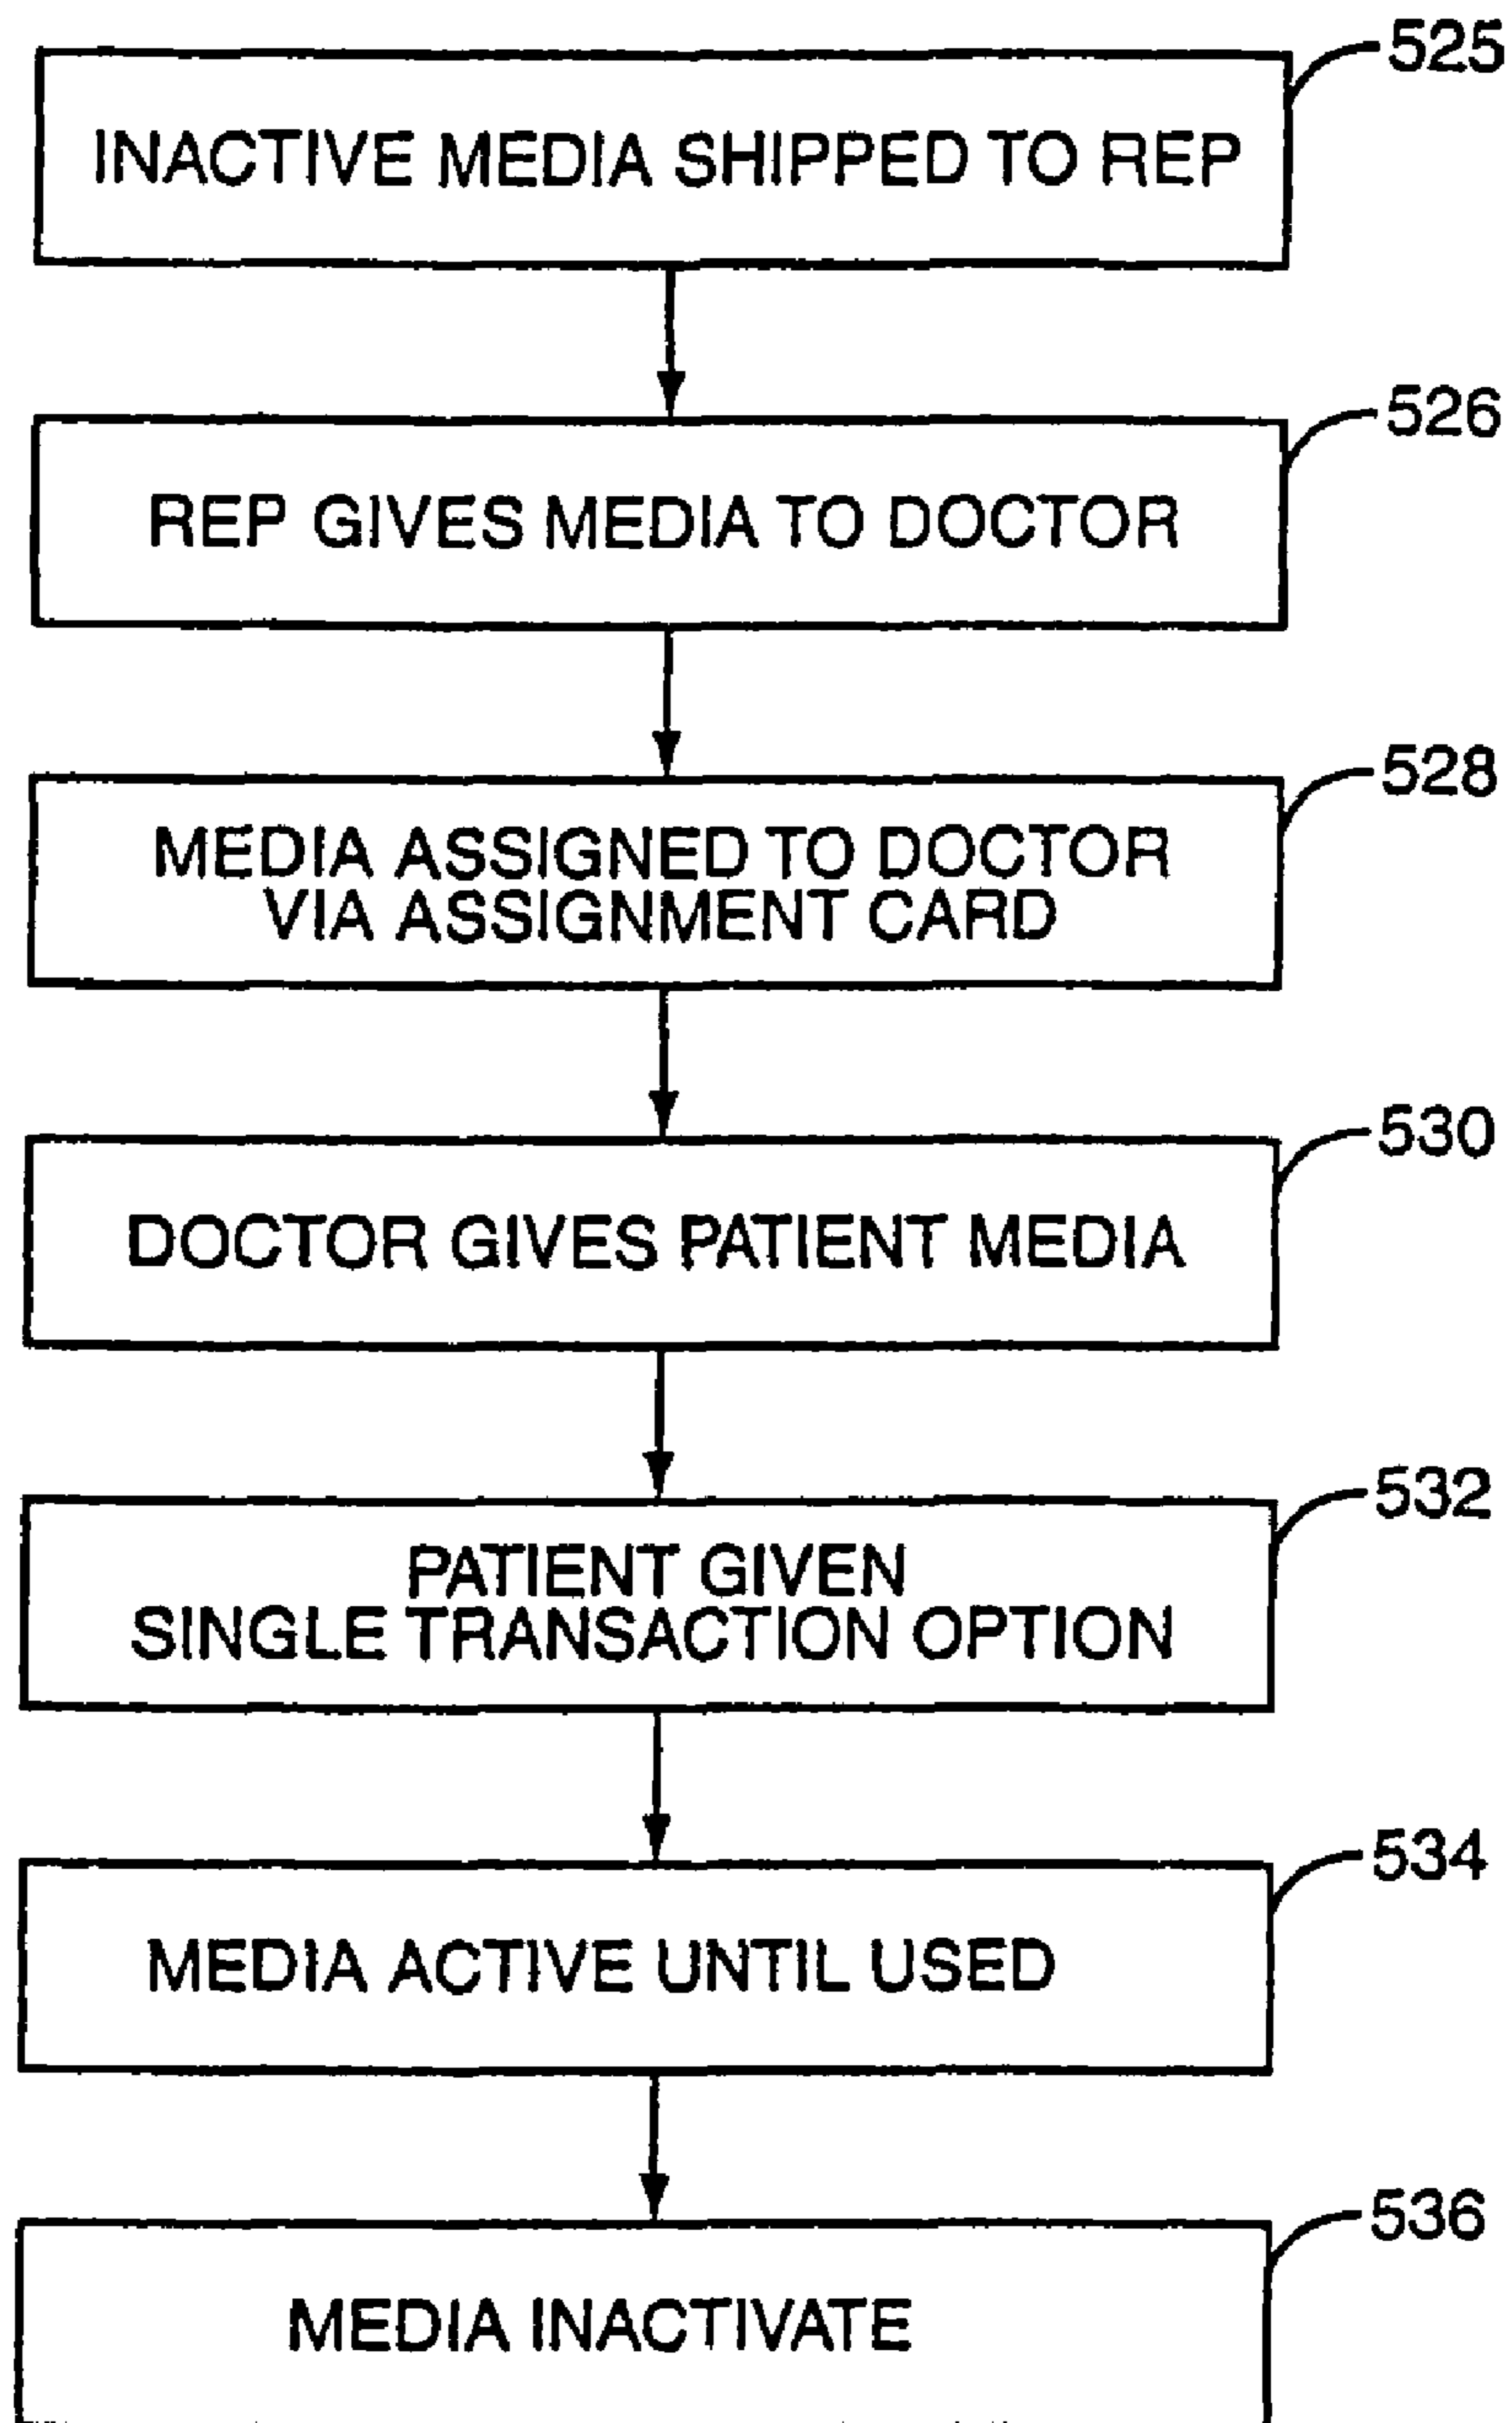 525
INACTIVE MEDIA SHIPPED TO REP
526
REP GIVES MEDIA TO DOCTOR
528
MEDIA ASSIGNED TO DOCTOR
VIA ASSIGNMENT CARD
530
DOCTOR GIVES PATIENT MEDIA
532
PATIENT GIVEN
SINGLE TRANSACTION OPTION
534
MEDIA ACTIVE UNTIL USED
536
MEDIA INACTIVATE